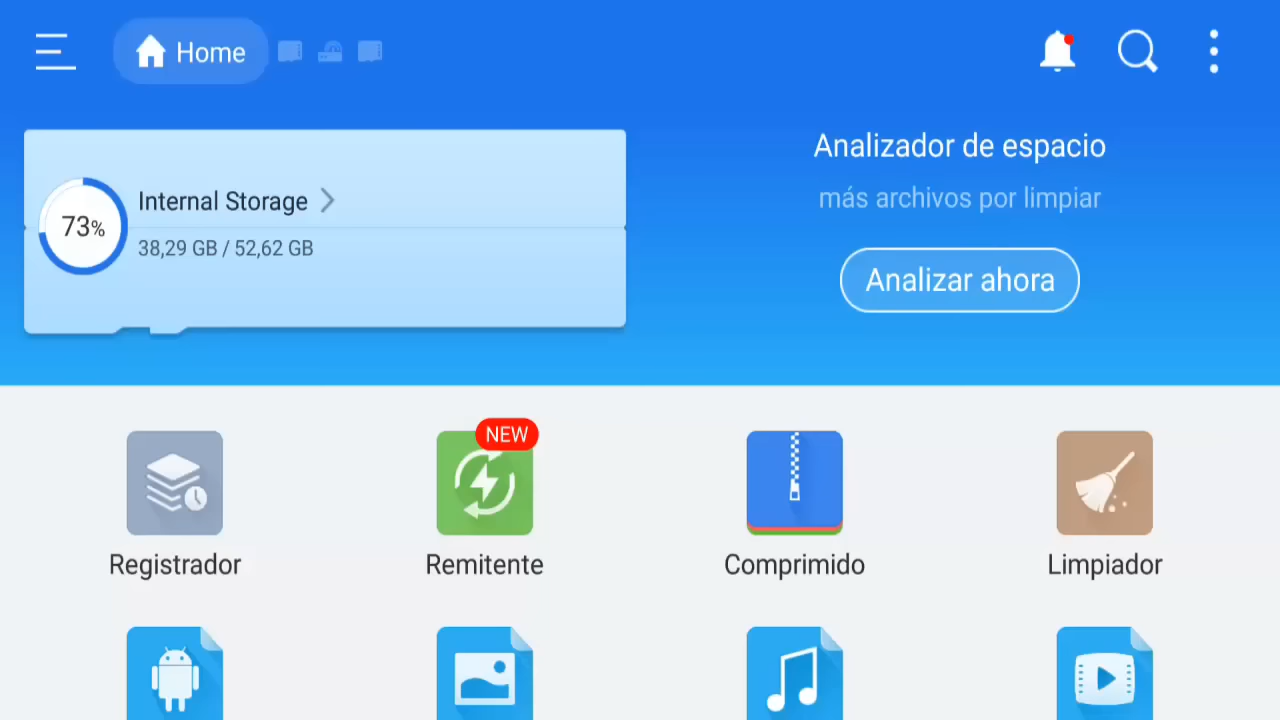 Home
Analizador de espacio
más archivos por limpiar
Analizar ahora
73%
Internal Storage
38,29 GB / 52,62 GB
NEW
Registrador
Remitente
Comprimido
Limpiador